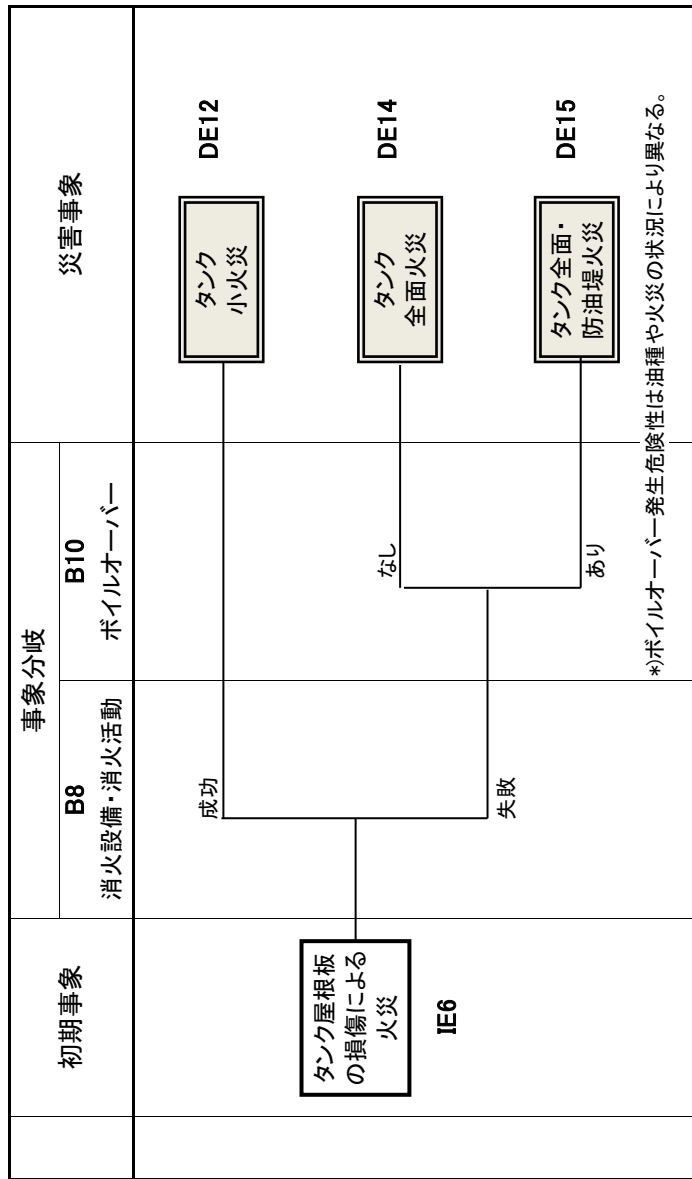 初期事象
事象分岐
災害事象
B8
消火設備・消火活動
B10
ボイルオーバー
タンク屋根板
の損傷による
火災
IE6
成功
失敗
なし
あり
タンク
小火災
DE12
タンク
全面火災
DE14
タンク全面・
防油堤火災
DE15
*)ボイルオーバー発生危険性は油種や火災の状況により異なる。